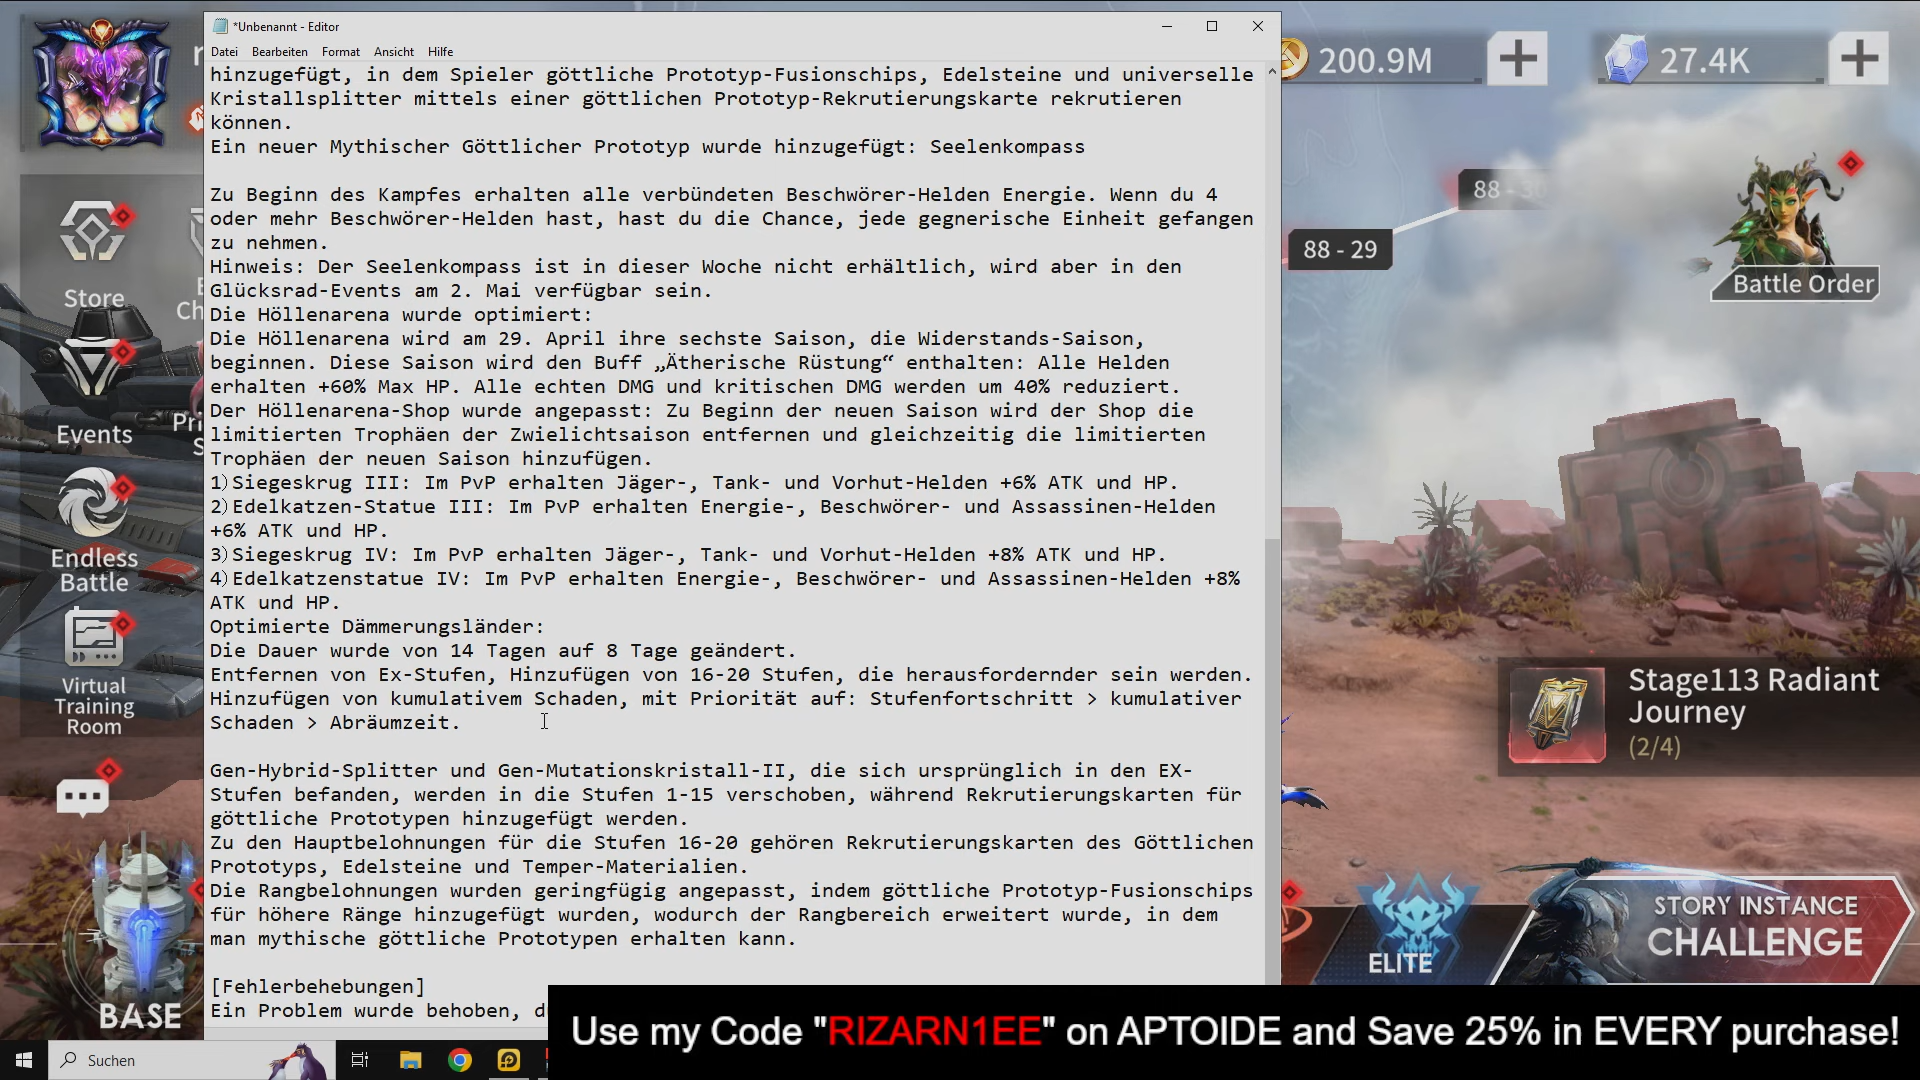 *Unbenannt - Editor
Datei Bearbeiten Format Ansicht Hilfe
hinzugefügt, in dem Spieler göttliche Prototyp-Fusionschips, Edelsteine und universelle
Kristallsplitter mittels einer göttlichen Prototyp-Rekrutierungskarte rekrutieren
können.
Ein neuer Mythischer Göttlicher Prototyp wurde hinzugefügt: Seelenkompass
Zu Beginn des Kampfes erhalten alle verbündeten Beschwörer-Helden Energie. Wenn du 4
oder mehr Beschwörer-Helden hast, hast du die Chance, jede gegnerische Einheit gefangen
zu nehmen.
Hinweis: Der Seelenkompass ist in dieser Woche nicht erhältlich, wird aber in den
Glücksrad-Events am 2. Mai verfügbar sein.
Die Höllenarena wurde optimiert:
Die Höllenarena wird am 29. April ihre sechste Saison, die Widerstands-Saison,
beginnen. Diese Saison wird den Buff „Ätherische Rüstung“ enthalten: Alle Helden
erhalten +60% Max HP. Alle echten DMG und kritischen DMG werden um 40% reduziert.
Der Höllenarena-Shop wurde angepasst: Zu Beginn der neuen Saison wird der Shop die
limitierten Trophäen der Zwielichtsaison entfernen und gleichzeitig die limitierten
Trophäen der neuen Saison hinzufügen.
1)Siegeskrug III: Im PvP erhalten Jäger-, Tank- und Vorhut-Helden +6% ATK und HP.
2)Edelkatzen-Statue III: Im PvP erhalten Energie-, Beschwörer- und Assassinen-Helden
+6% ATK und HP.
3)Siegeskrug IV: Im PvP erhalten Jäger-, Tank- und Vorhut-Helden +8% ATK und HP.
4)Edelkatzenstatue IV: Im PvP erhalten Energie-, Beschwörer- und Assassinen-Helden +8%
ATK und HP.
Optimierte Dämmerungsländer:
Die Dauer wurde von 14 Tagen auf 8 Tage geändert.
Entfernen von Ex-Stufen, Hinzufügen von 16-20 Stufen, die herausfordernder sein werden.
Hinzufügen von kumulativem Schaden, mit Priorität auf: Stufenfortschritt > kumulativer
Schaden > Abräumzeit.
Gen-Hybrid-Splitter und Gen-Mutationskristall-II, die sich ursprünglich in den EX-
Stufen befanden, werden in die Stufen 1-15 verschoben, während Rekrutierungskarten für
göttliche Prototypen hinzugefügt werden.
Zu den Hauptbelohnungen für die Stufen 16-20 gehören Rekrutierungskarten des Göttlichen
Prototyps, Edelsteine und Temper-Materialien.
Die Rangbelohnungen wurden geringfügig angepasst, indem göttliche Prototyp-Fusionschips
für höhere Ränge hinzugefügt wurden, wodurch der Rangbereich erweitert wurde, in dem
man mythische göttliche Prototypen erhalten kann.
[Fehlerbehebungen]
Ein Problem wurde behoben,
Store
Events
Endless
Battle
Virtual
Training
Room
BASE
200.9M
27.4K
88 - 30
88 - 29
Battle Order
Stage113 Radiant
Journey
(2/4)
ELITE
STORY INSTANCE
CHALLENGE
Use my Code "RIZARN1EE" on APTOIDE and Save 25% in EVERY purchase!
Suchen